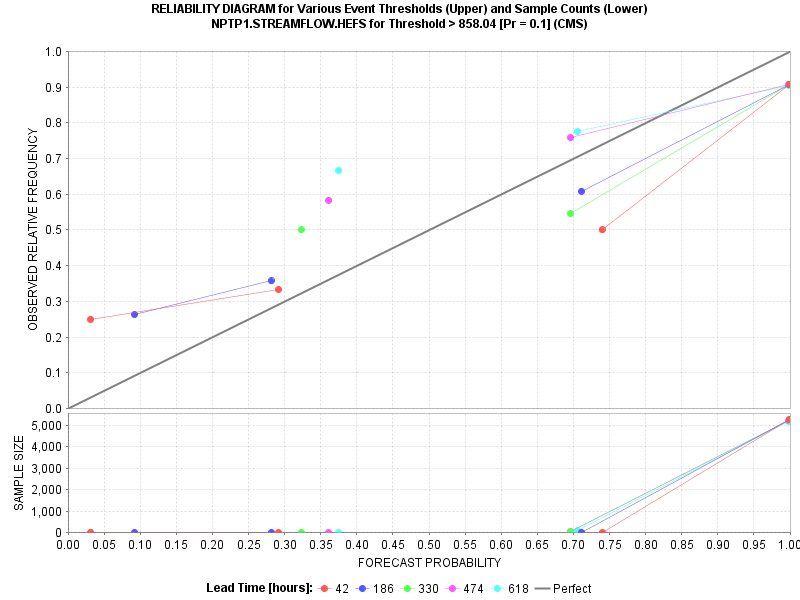 RELIABILITY DIAGRAM for Various Event Thresholds (Upper) and Sample Counts (Lower)
NPTP1.STREAMFLOW.HEFS for Threshold > 858.04 [Pr = 0.1] (CMS)
OBSERVED RELATIVE FREQUENCY
1.0
0.9
0.8
0.7
0.6
0.5
0.4
0.3
0.2
0.1
0.0
SAMPLE SIZE
5,000
4,000
3,000
2,000
1,000
0
0.00 0.05 0.10 0.15 0.20 0.25 0.30 0.35 0.40 0.45 0.50 0.55 0.60 0.65 0.70 0.75 0.80 0.85 0.90 0.95 1.00
FORECAST PROBABILITY
Lead Time [hours]: 42 186 330 474 618 Perfect